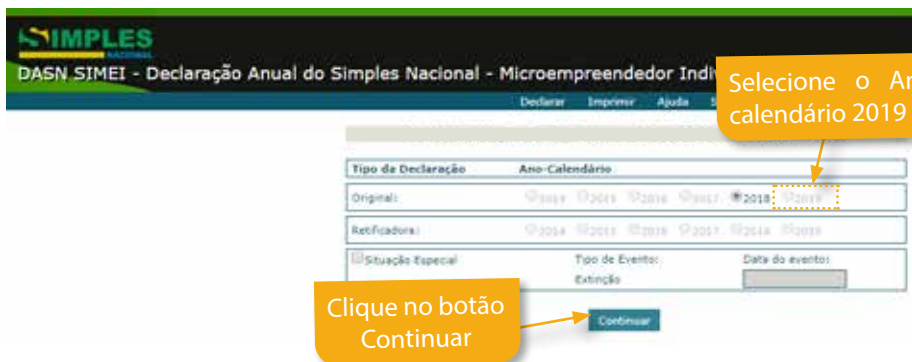 SIMPLES
NACIONAL
DASN SIMEI - Declaração Anual do Simples Nacional - Microempreendedor Indiv
Selecione o An
calendário 2019
Declarar Imprimir Ajuda S
Tipo da Declaração Ano-Calendário
Original: 2014 2015 2016 2017 2018 2019
Retificadora: 2014 2015 2016 2017 2018 2019
Situação Especial Tipo de Evento: Data do evento:
Extinção
Clique no botão
Continuar
Continuar